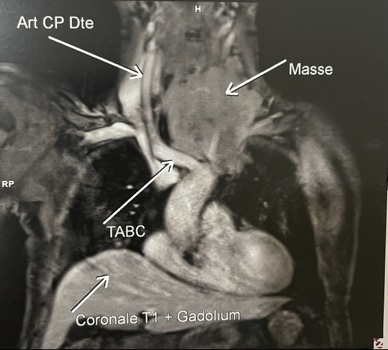 H
Art CP Dte
Masse
RP
TABC
Coronale T1 + Gadolium